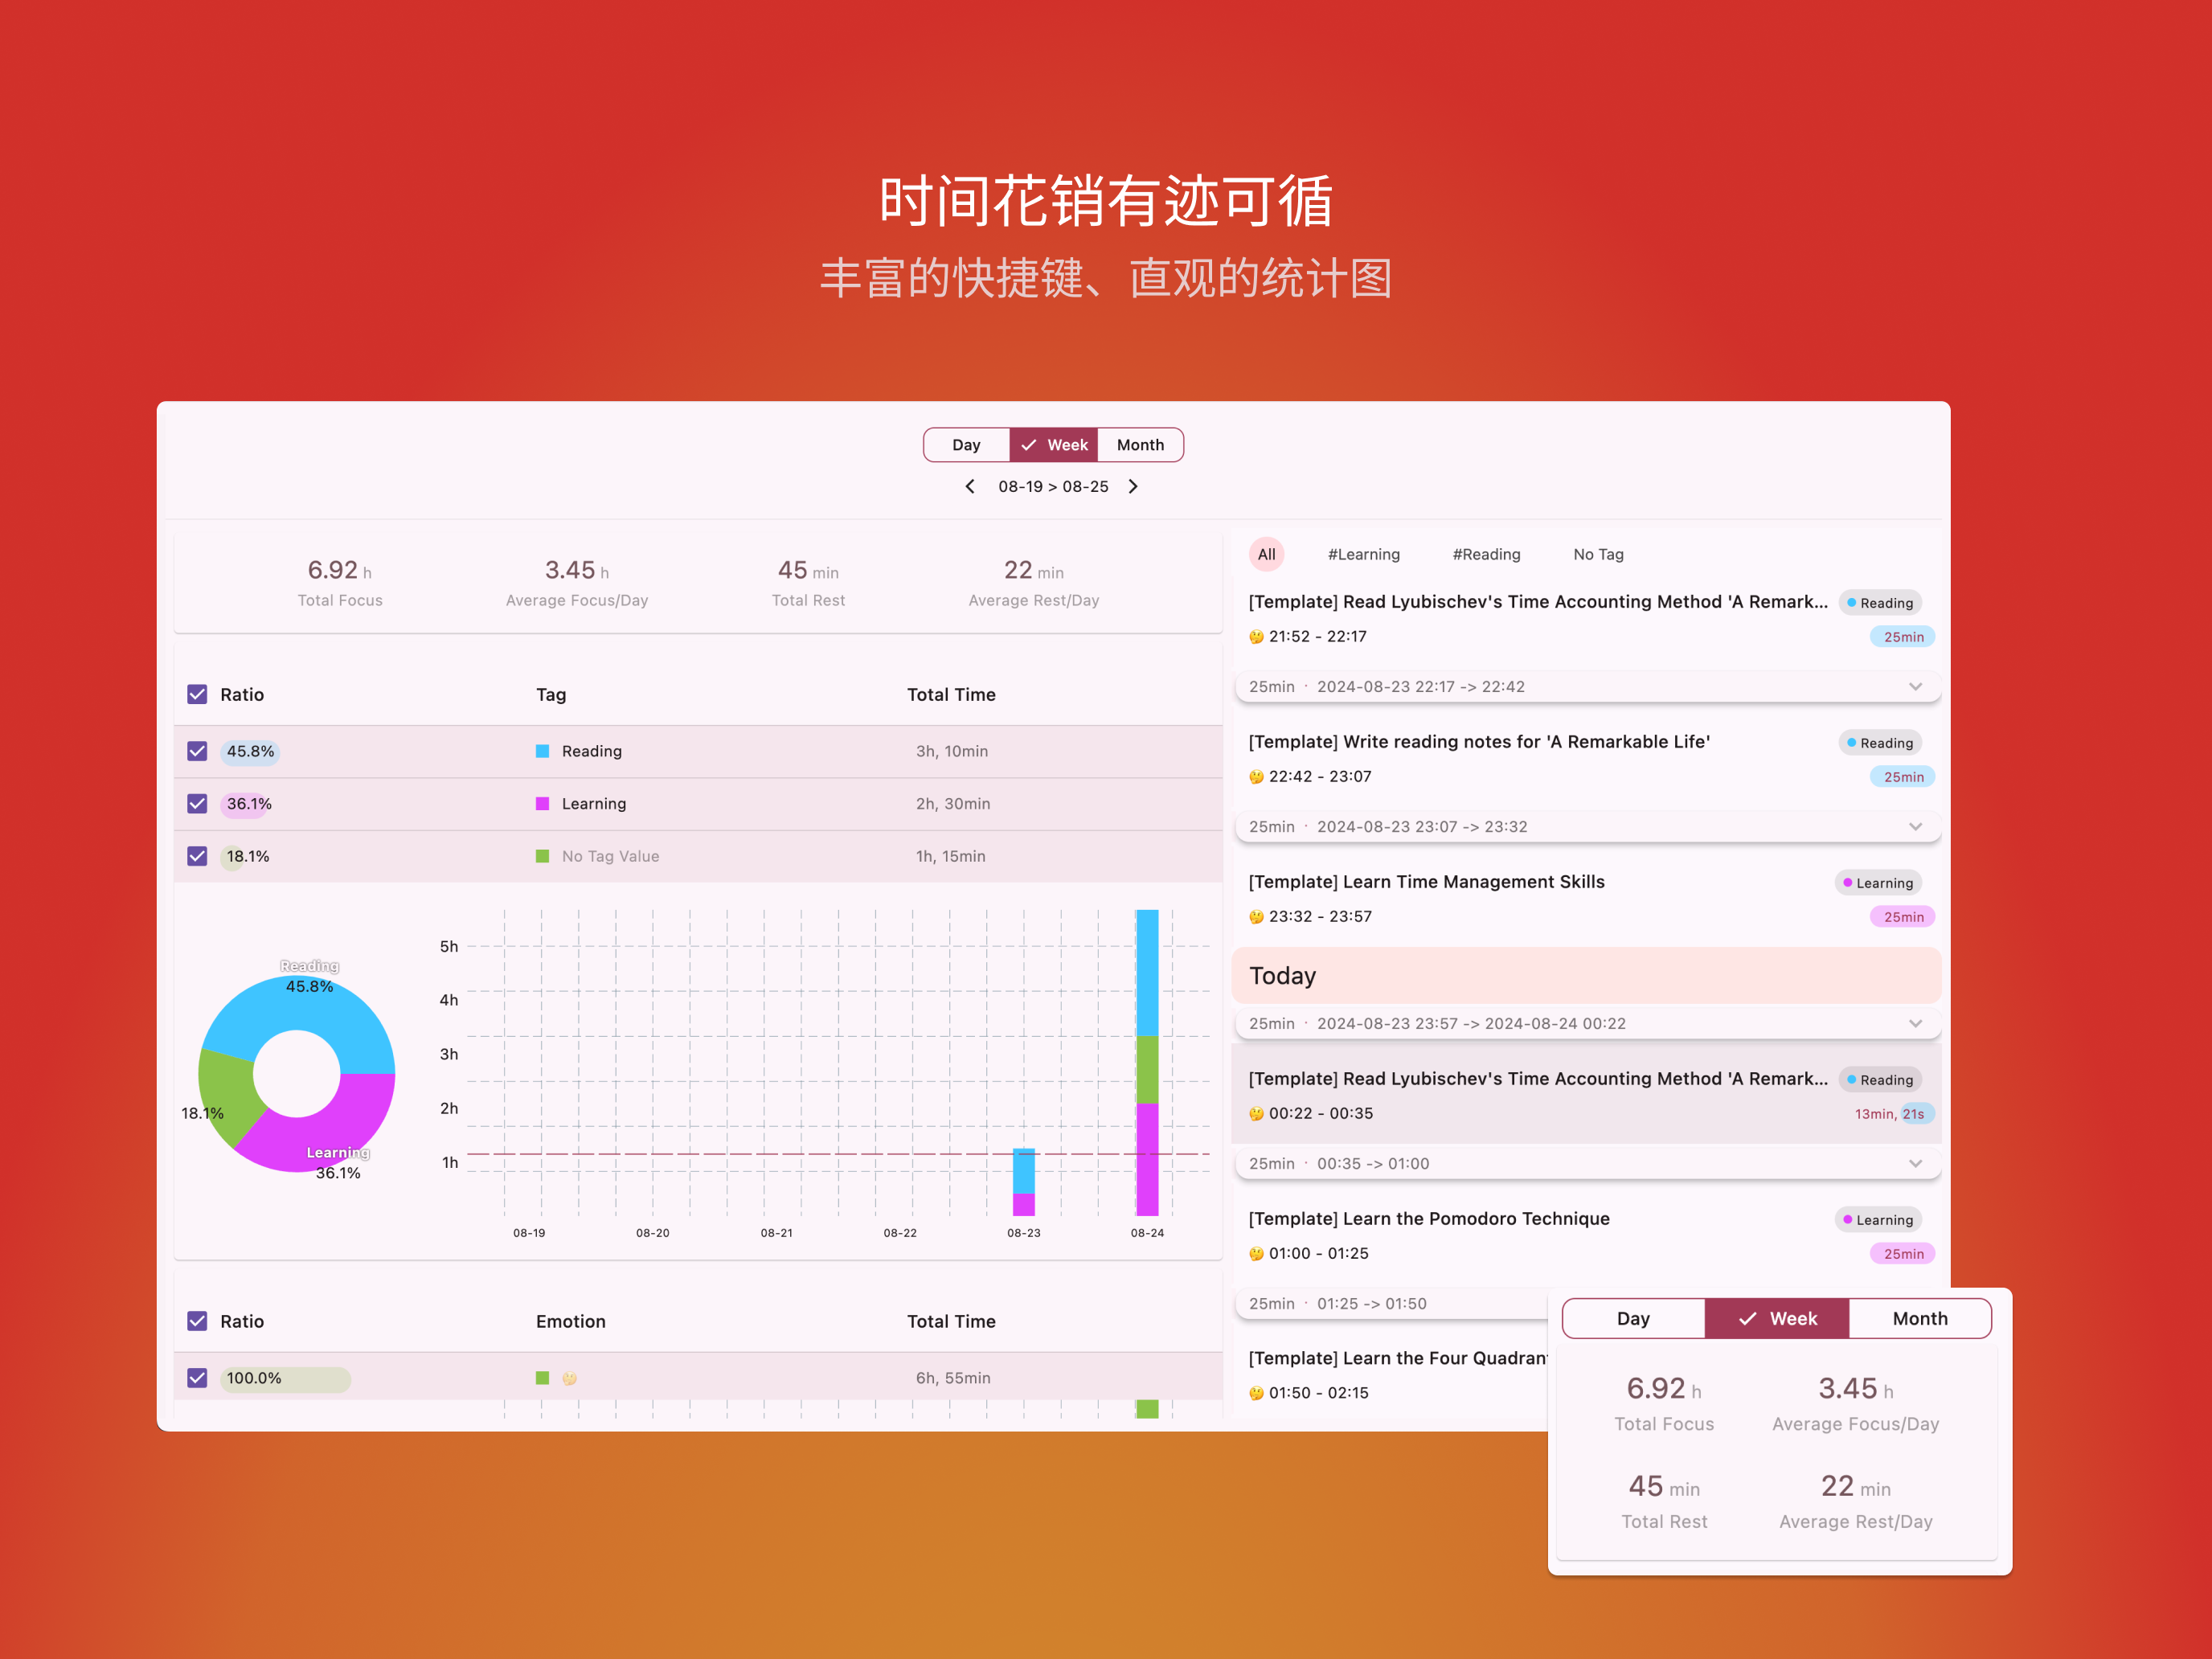 时间花销有迹可循
丰富的快捷键、直观的统计图
Day Week Month
08-19 > 08-25
6.92 h 3.45 h 45 min 22 min
Total Focus Average Focus/Day Total Rest Average Rest/Day
Ratio Tag Total Time
45.8% Reading 3h, 10min
36.1% Learning 2h, 30min
18.1% No Tag Value 1h, 15min
Reading
45.8%
18.1%
Learning
36.1%
5h
4h
3h
2h
1h
08-19 08-20 08-21 08-22 08-23 08-24
Ratio Emotion Total Time
100.0% 6h, 55min
All #Learning #Reading No Tag
[Template] Read Lyubischev's Time Accounting Method 'A Remark... Reading
21:52 - 22:17 25min
25min · 2024-08-23 22:17 -> 22:42
[Template] Write reading notes for 'A Remarkable Life' Reading
22:42 - 23:07 25min
25min · 2024-08-23 23:07 -> 23:32
[Template] Learn Time Management Skills Learning
23:32 - 23:57 25min
Today
25min · 2024-08-23 23:57 -> 2024-08-24 00:22
[Template] Read Lyubischev's Time Accounting Method 'A Remark... Reading
00:22 - 00:35 13min, 21s
25min · 00:35 -> 01:00
[Template] Learn the Pomodoro Technique Learning
01:00 - 01:25 25min
25min · 01:25 -> 01:50
[Template] Learn the Four
01:50 - 02:15
Day Week Month
6.92 h 3.45 h
Total Focus Average Focus/Day
45 min 22 min
Total Rest Average Rest/Day